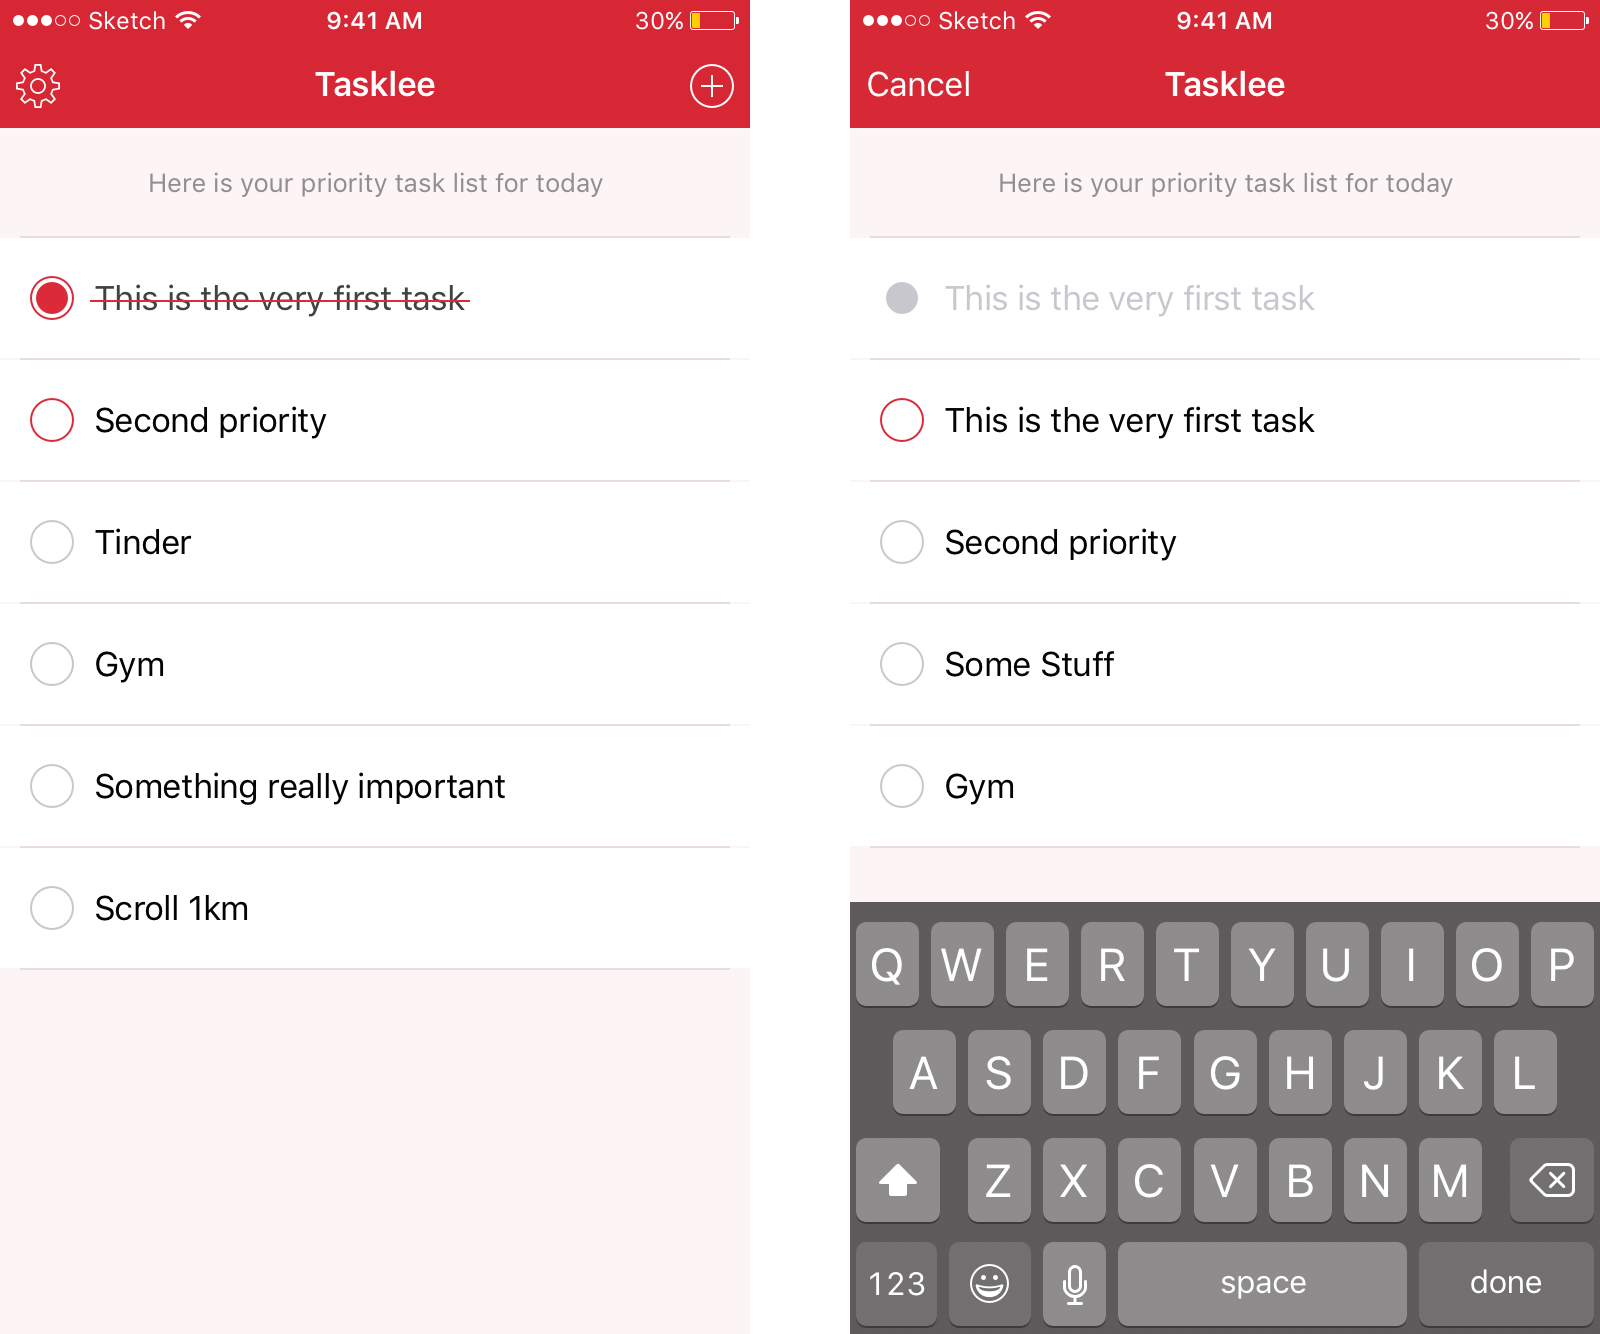 Sketch 9:41 AM 30%
Tasklee
Here is your priority task list for today
This is the very first task
Second priority
Tinder
Gym
Something really important
Scroll 1km
Sketch 9:41 AM 30%
Cancel Tasklee
Here is your priority task list for today
This is the very first task
This is the very first task
Second priority
Some Stuff
Gym
Q W E R T Y U I O P
A S D F G H J K L
Z X C V B N M
123 space done